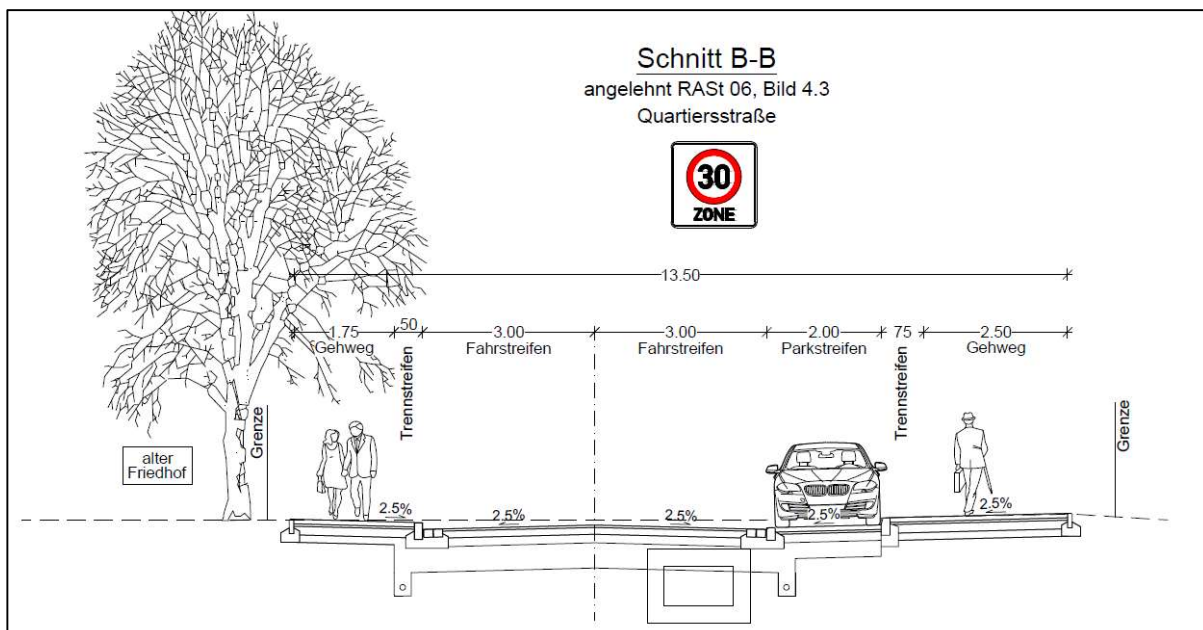 Schnitt B-B
angelehnt RASt 06, Bild 4.3
Quartiersstraße
30
ZONE
13.50
1.75
50
3.00
3.00
2.00
75
2.50
Gehweg
Trennstreifen
Fahrstreifen
Fahrstreifen
Parkstreifen
Trennstreifen
Gehweg
Grenze
Grenze
alter
Friedhof
2.5%
2.5%
2.5%
2.5%
2.5%